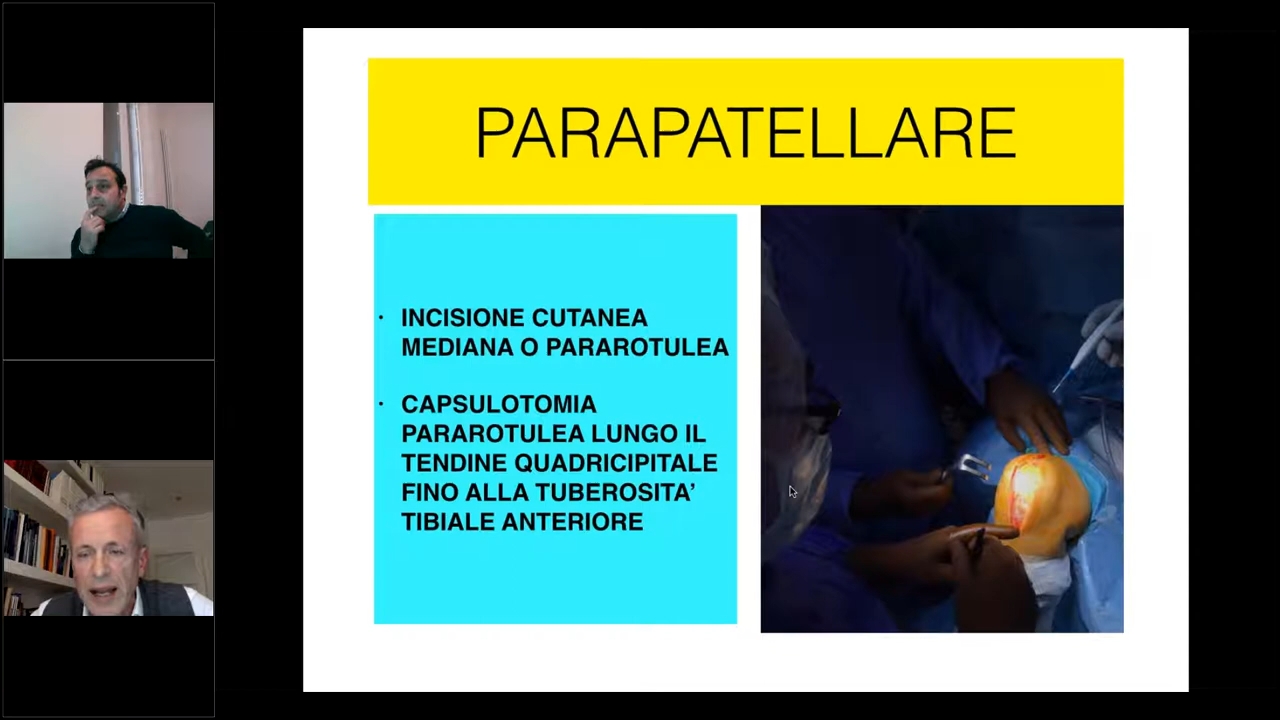 PARAPATELLARE
· INCISIONE CUTANEA
MEDIANA O PARAROTULEA
· CAPSULOTOMIA
PARAROTULEA LUNGO IL
TENDINE QUADRICIPITALE
FINO ALLA TUBEROSITA’
TIBIALE ANTERIORE